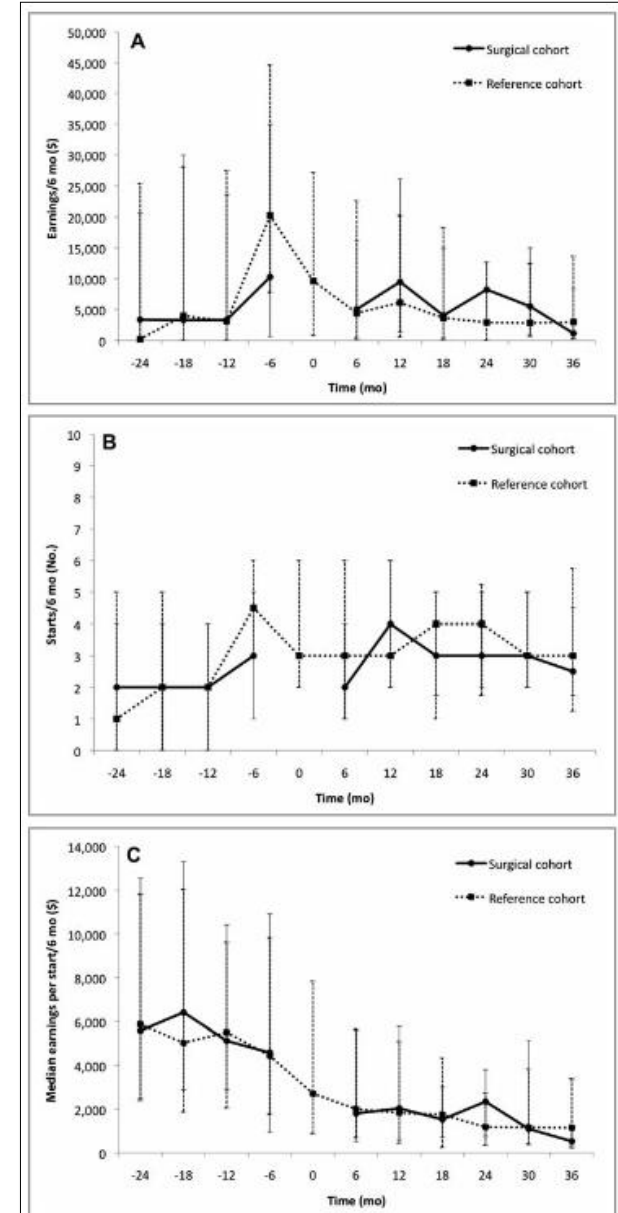 A
Surgical cohort
Reference cohort
50,000
45,000
40,000
35,000
30,000
25,000
20,000
15,000
10,000
5,000
0
Earnings/6 mo ($)
-24 -18 -12 -6 0 6 12 18 24 30 36
Time (mo)
B
Surgical cohort
Reference cohort
10
9
8
7
6
5
4
3
2
1
0
Starts/6 mo (No.)
-24 -18 -12 -6 0 6 12 18 24 30 36
Time (mo)
C
Surgical cohort
Reference cohort
14,000
12,000
10,000
8,000
6,000
4,000
2,000
0
Median earnings per start/6 mo ($)
-24 -18 -12 -6 0 6 12 18 24 30 36
Time (mo)